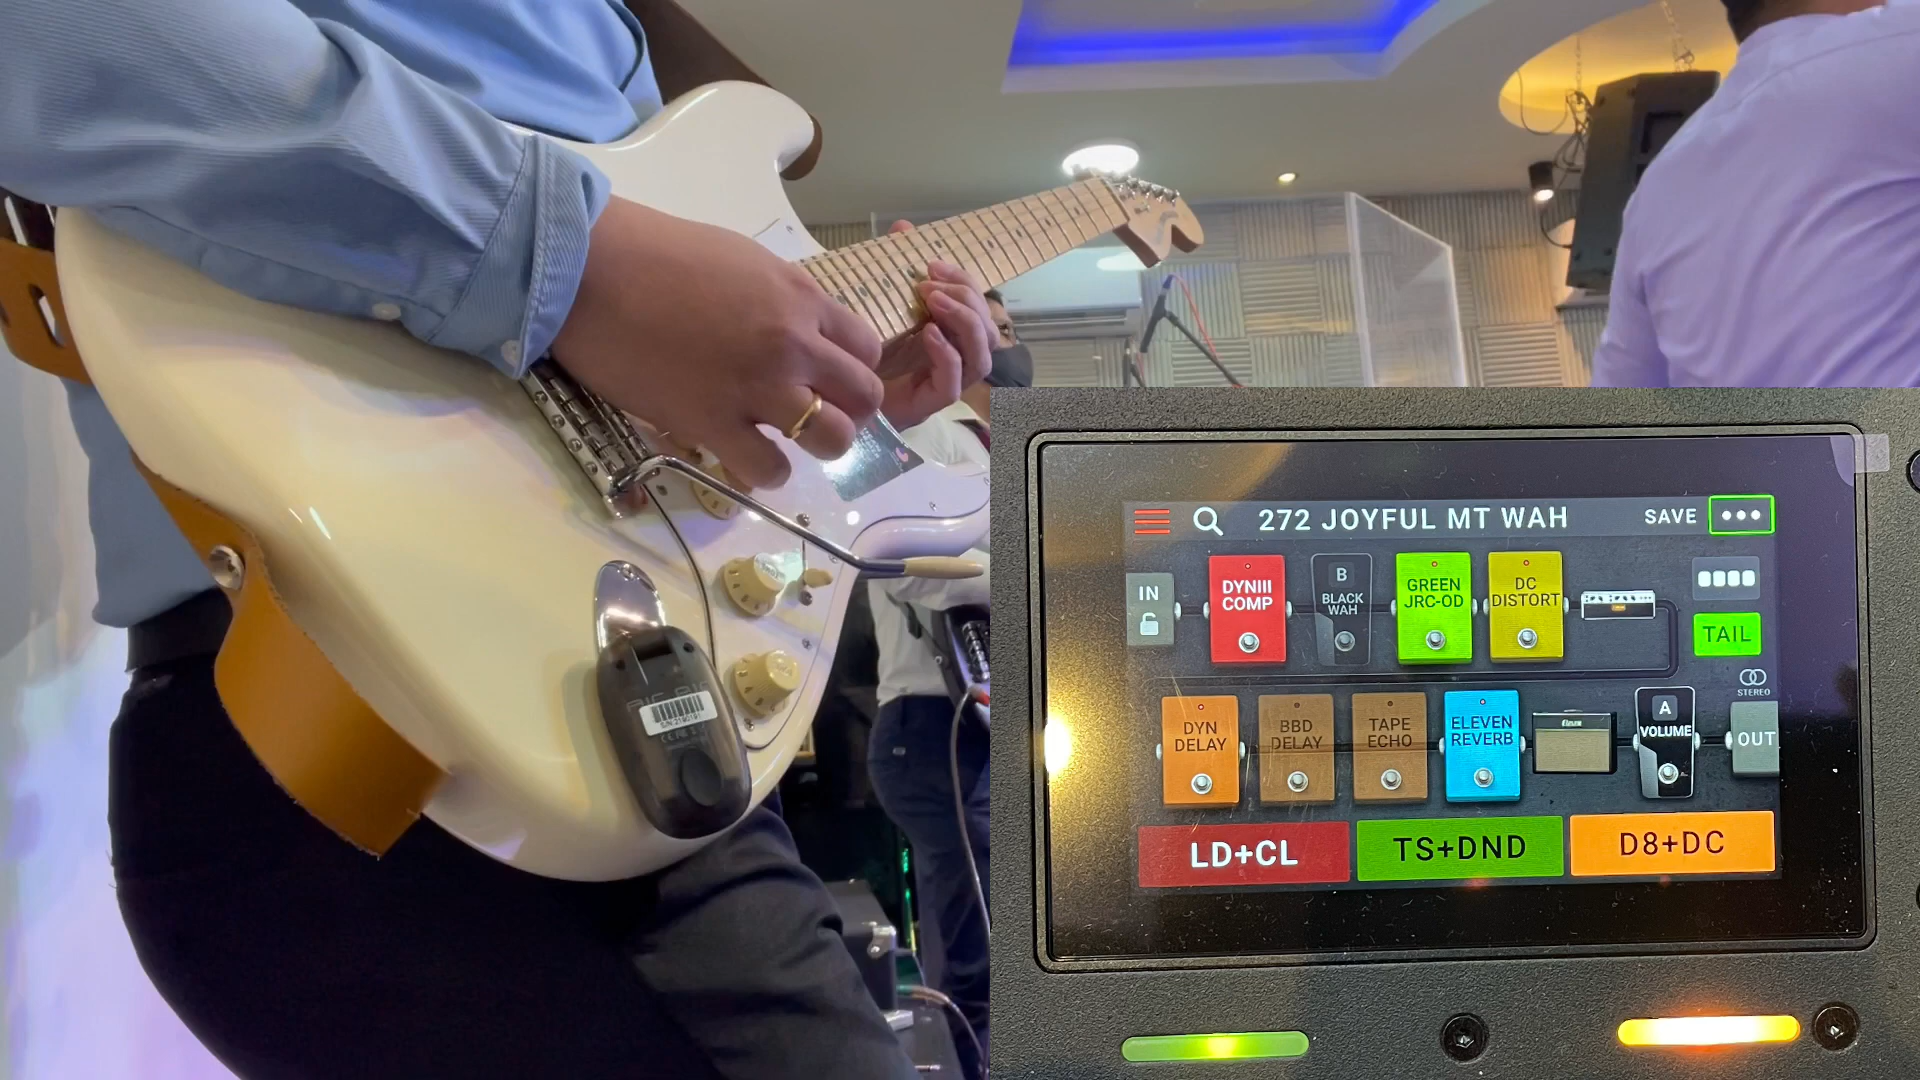 272 JOYFUL MT WAH
SAVE
IN
DYNIII
COMP
B
BLACK
WAH
GREEN
JRC-OD
DC
DISTORT
TAIL
STEREO
DYN
DELAY
BBD
DELAY
TAPE
ECHO
ELEVEN
REVERB
A
VOLUME
OUT
LD+CL
TS+DND
D8+DC